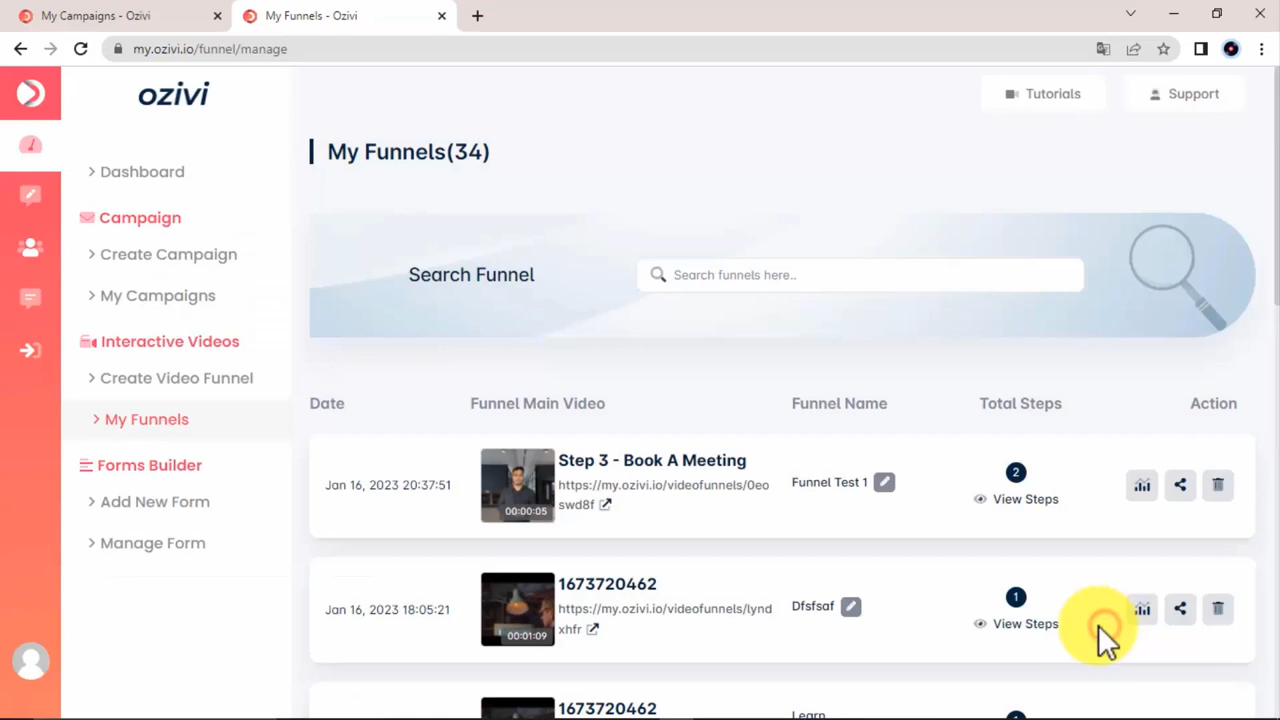 My Campaigns - Ozivi
My Funnels - Ozivi
my.ozivi.io/funnel/manage
ozivi
Tutorials
Support
Dashboard
Campaign
Create Campaign
My Campaigns
Interactive Videos
Create Video Funnel
My Funnels
Forms Builder
Add New Form
Manage Form
My Funnels(34)
Search Funnel
Search funnels here..
Date
Funnel Main Video
Funnel Name
Total Steps
Action
Jan 16, 2023 20:37:51
00:00:05
Step 3 - Book A Meeting
https://my.ozivi.io/videofunnels/0eo
swd8f
Funnel Test 1
2
View Steps
Jan 16, 2023 18:05:21
00:01:09
1673720462
https://my.ozivi.io/videofunnels/lynd
xhfr
Dfsfsaf
1
View Steps
1673720462
Learn